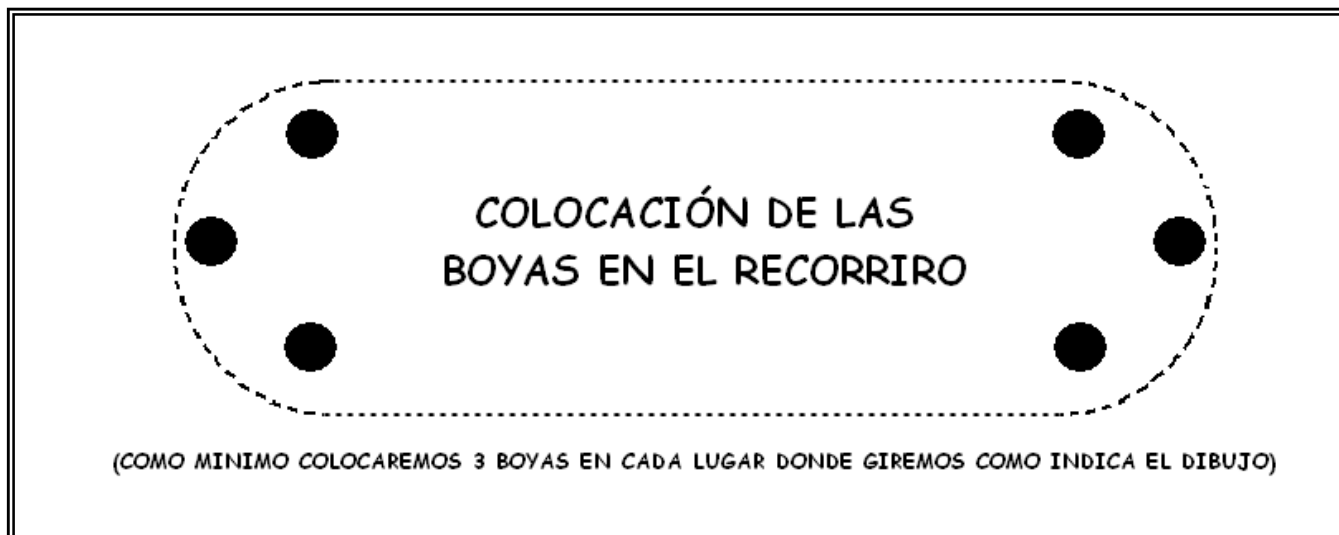 COLOCACIÓN DE LAS
BOYAS EN EL RECORRIRO
(COMO MINIMO COLOCAREMOS 3 BOYAS EN CADA LUGAR DONDE GIREMOS COMO INDICA EL DIBUJO)